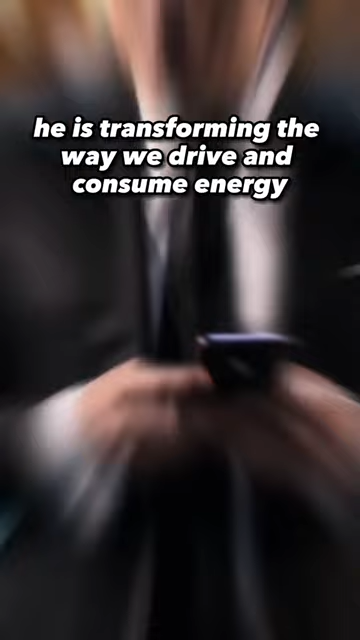 he is transforming the
way we drive and
consume energy